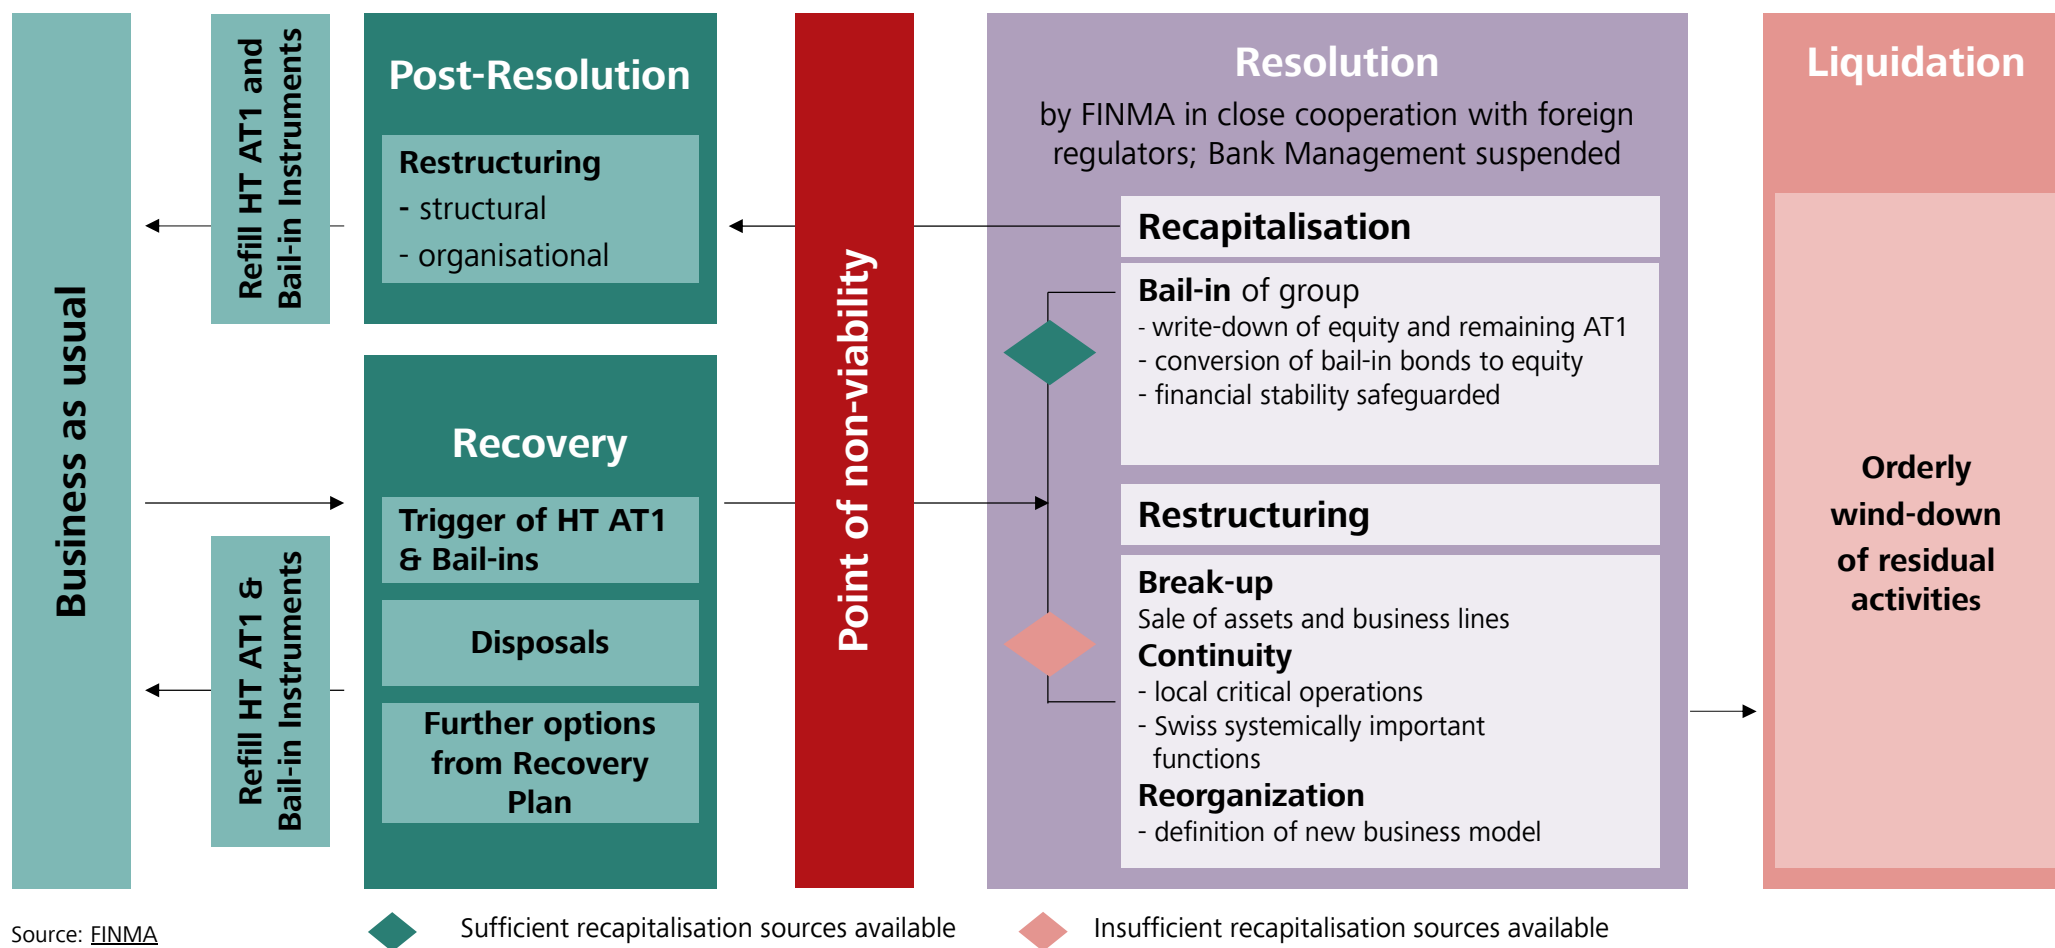 Business as usual
Refill HT AT1 and
Bail-in Instruments
Post-Resolution
Restructuring
- structural
- organisational
Refill HT AT1 &
Bail-in Instruments
Recovery
Trigger of HT AT1
& Bail-ins
Disposals
Further options
from Recovery
Plan
Point of non-viability
Resolution
by FINMA in close cooperation with foreign
regulators; Bank Management suspended
Recapitalisation
Bail-in of group
- write-down of equity and remaining AT1
- conversion of bail-in bonds to equity
- financial stability safeguarded
Restructuring
Break-up
Sale of assets and business lines
Continuity
- local critical operations
- Swiss systemically important
functions
Reorganization
- definition of new business model
Liquidation
Orderly
wind-down
of residual
activities
Source: FINMA
Sufficient recapitalisation sources available
Insufficient recapitalisation sources available